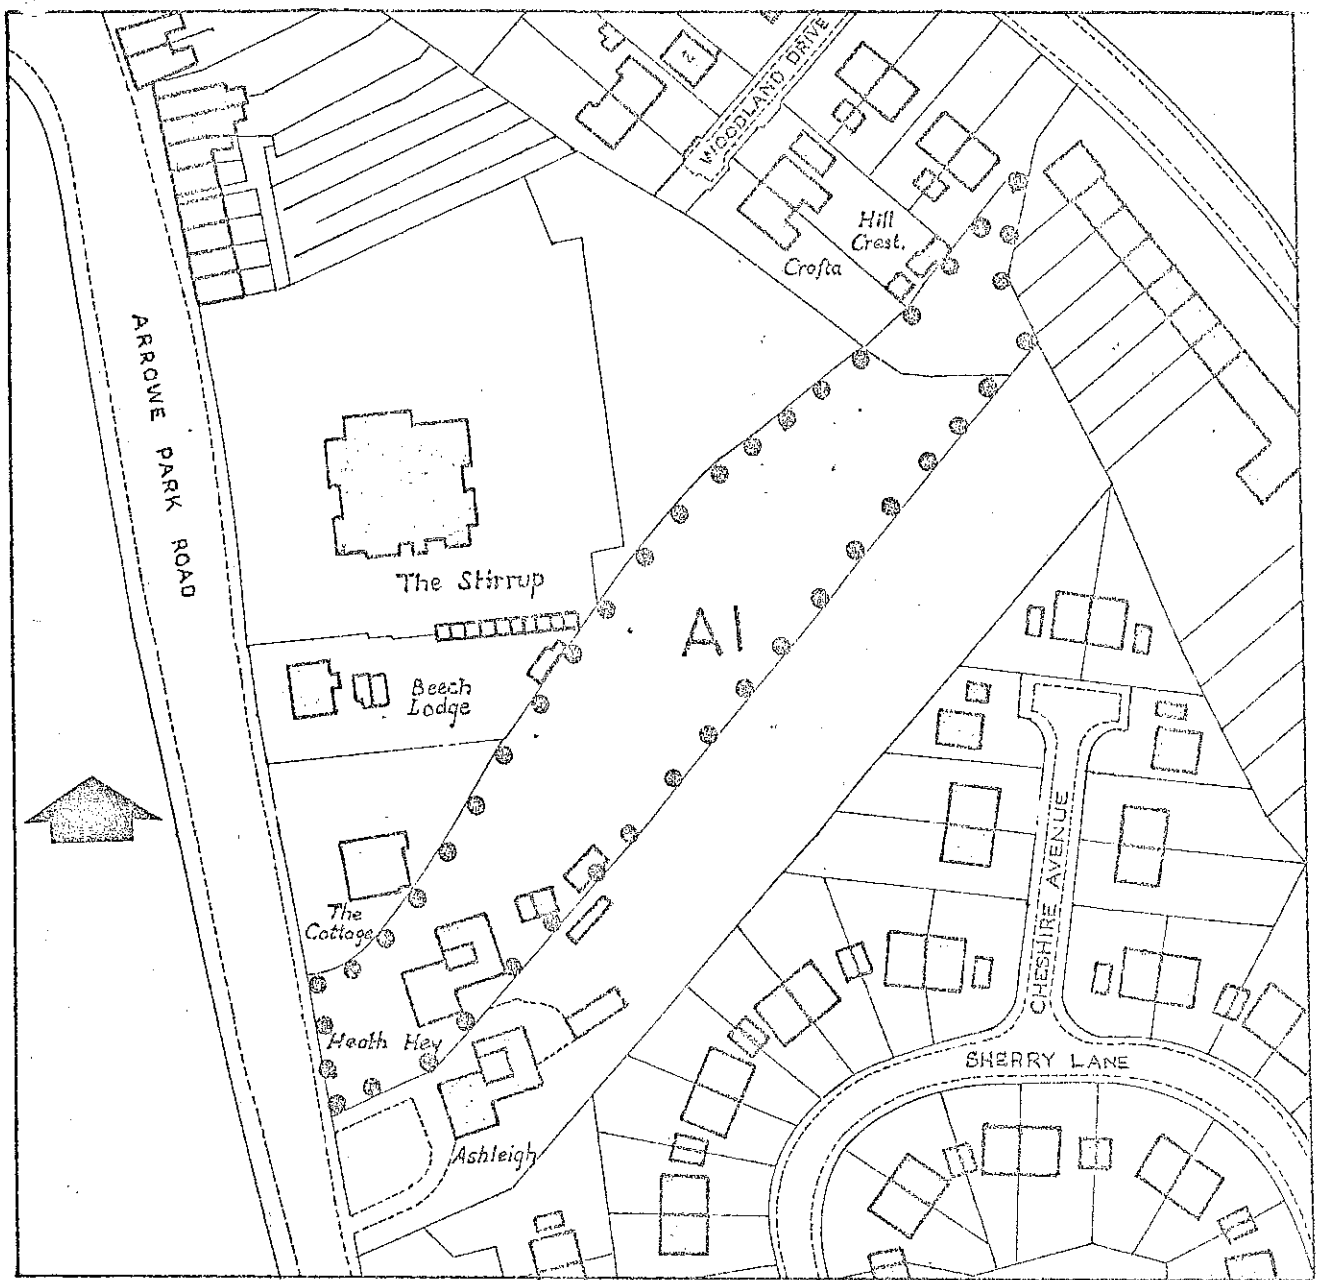 WOODLAND DRIVE
2
Hill
Crest.
Crofta
ARROWE PARK ROAD
The Stirrup
A1
Beech
Lodge
The
Cottage
Heath Hey
Ashleigh
CHESHIRE AVENUE
SHERRY LANE